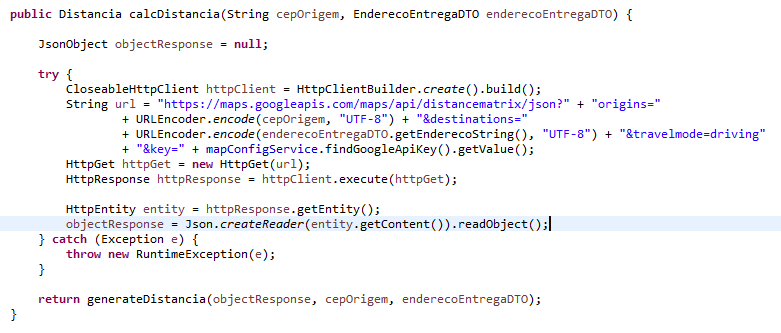 public Distancia calcDistancia(String cepOrigem, EnderecoEntregaDTO enderecoEntregaDTO) {
JsonObject objectResponse = null;
try {
CloseableHttpClient httpClient = HttpClientBuilder.create().build();
String url = "https://maps.googleapis.com/maps/api/distancematrix/json?" + "origins="
+ URLEncoder.encode(cepOrigem, "UTF-8") + "&destinations="
+ URLEncoder.encode(enderecoEntregaDTO.getEnderecoString(), "UTF-8") + "&travelmode=driving"
+ "&key=" + mapConfigService.findGoogleApiKey().getValue();
HttpGet httpGet = new HttpGet(url);
HttpResponse httpResponse = httpClient.execute(httpGet);
HttpEntity entity = httpResponse.getEntity();
objectResponse = Json.createReader(entity.getContent()).readObject();
} catch (Exception e) {
throw new RuntimeException(e);
}
return generateDistancia(objectResponse, cepOrigem, enderecoEntregaDTO);
}